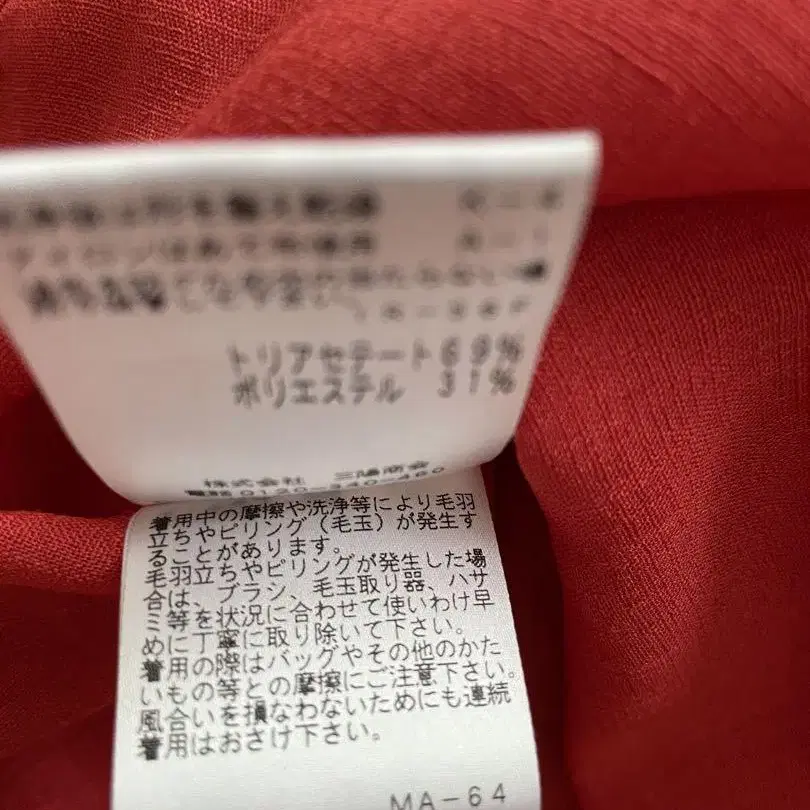 トリアセテート69%
ポリエステル 31%
株式会社 三陽商会
電話0120-340-460
着用中の摩擦や洗浄等により毛羽
立ちやピリング(毛玉)が発生す
ることがあります。
毛羽立ちやピリングが発生した場
合は、ブラシ、毛玉取り器、ハサ
ミ等を状況に合わせて使いわけ早
めに丁寧に取り除いて下さい。
着用の際はバッグやその他のかた
いもの等との摩擦にご注意下さい。
風合いを損なわないためにも連続
着用はおさけ下さい。
MA-64